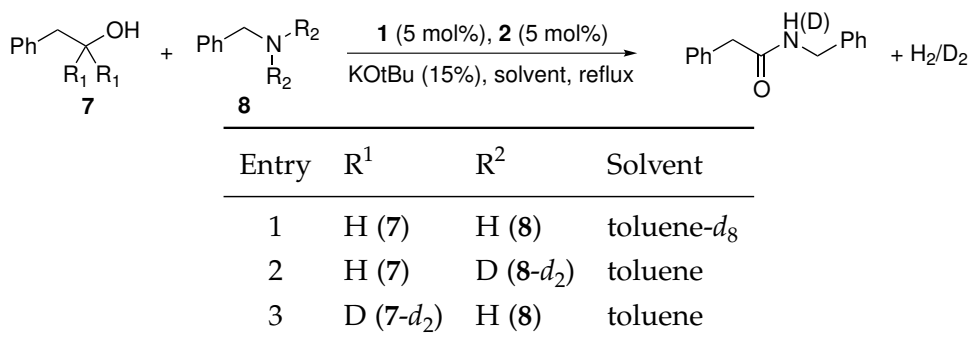 Ph OH R1 R1 7 + Ph N R2 R2 8 1 (5 mol%), 2 (5 mol%) KOtBu (15%), solvent, reflux Ph O H(D) N Ph + H2/D2
Entry R¹ R² Solvent
1 H (7) H (8) toluene-d8
2 H (7) D (8-d2) toluene
3 D (7-d2) H (8) toluene